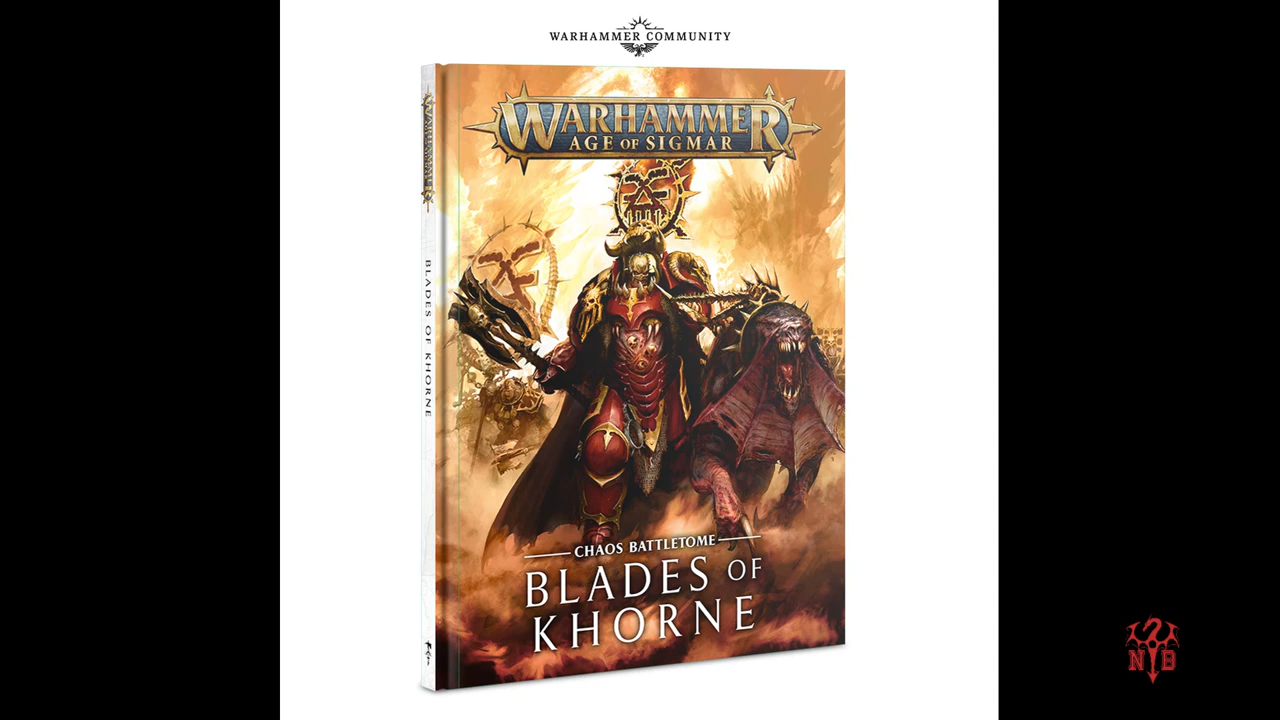 WARHAMMER COMMUNITY
WARHAMMER
AGE OF SIGMAR
WARHAMMER
BLADES OF KHORNE
CHAOS BATTLETOME
BLADES OF
KHORNE
N B